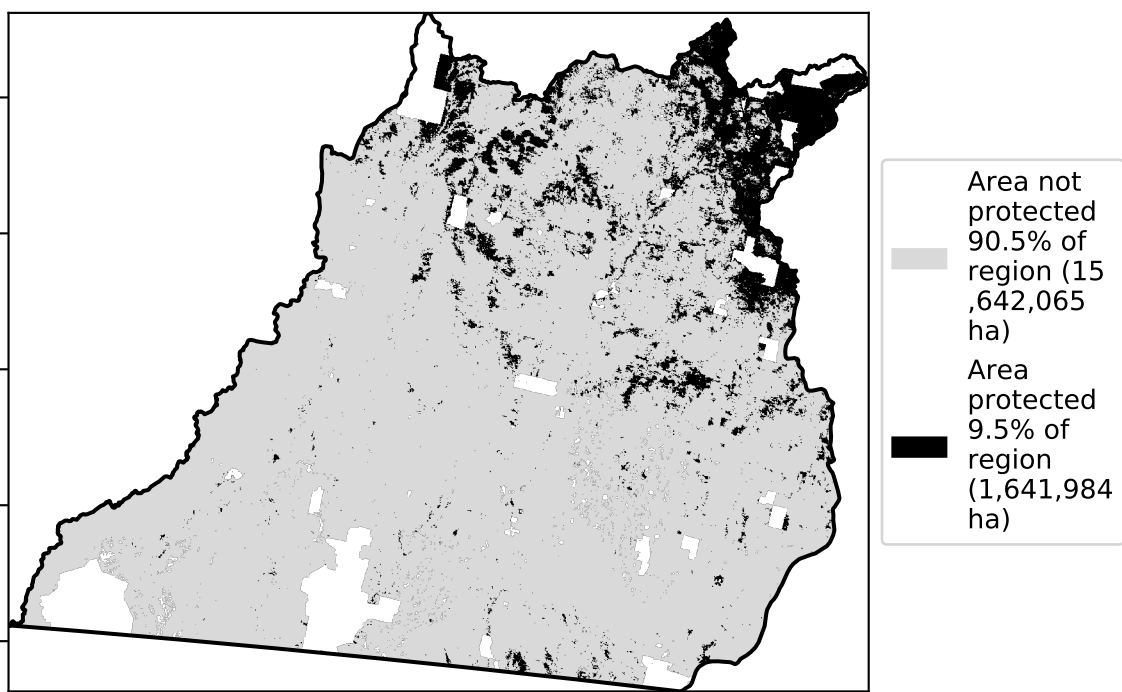 Area not
protected
90.5% of
region (15
,642,065
ha)
Area
protected
9.5% of
region
(1,641,984
ha)